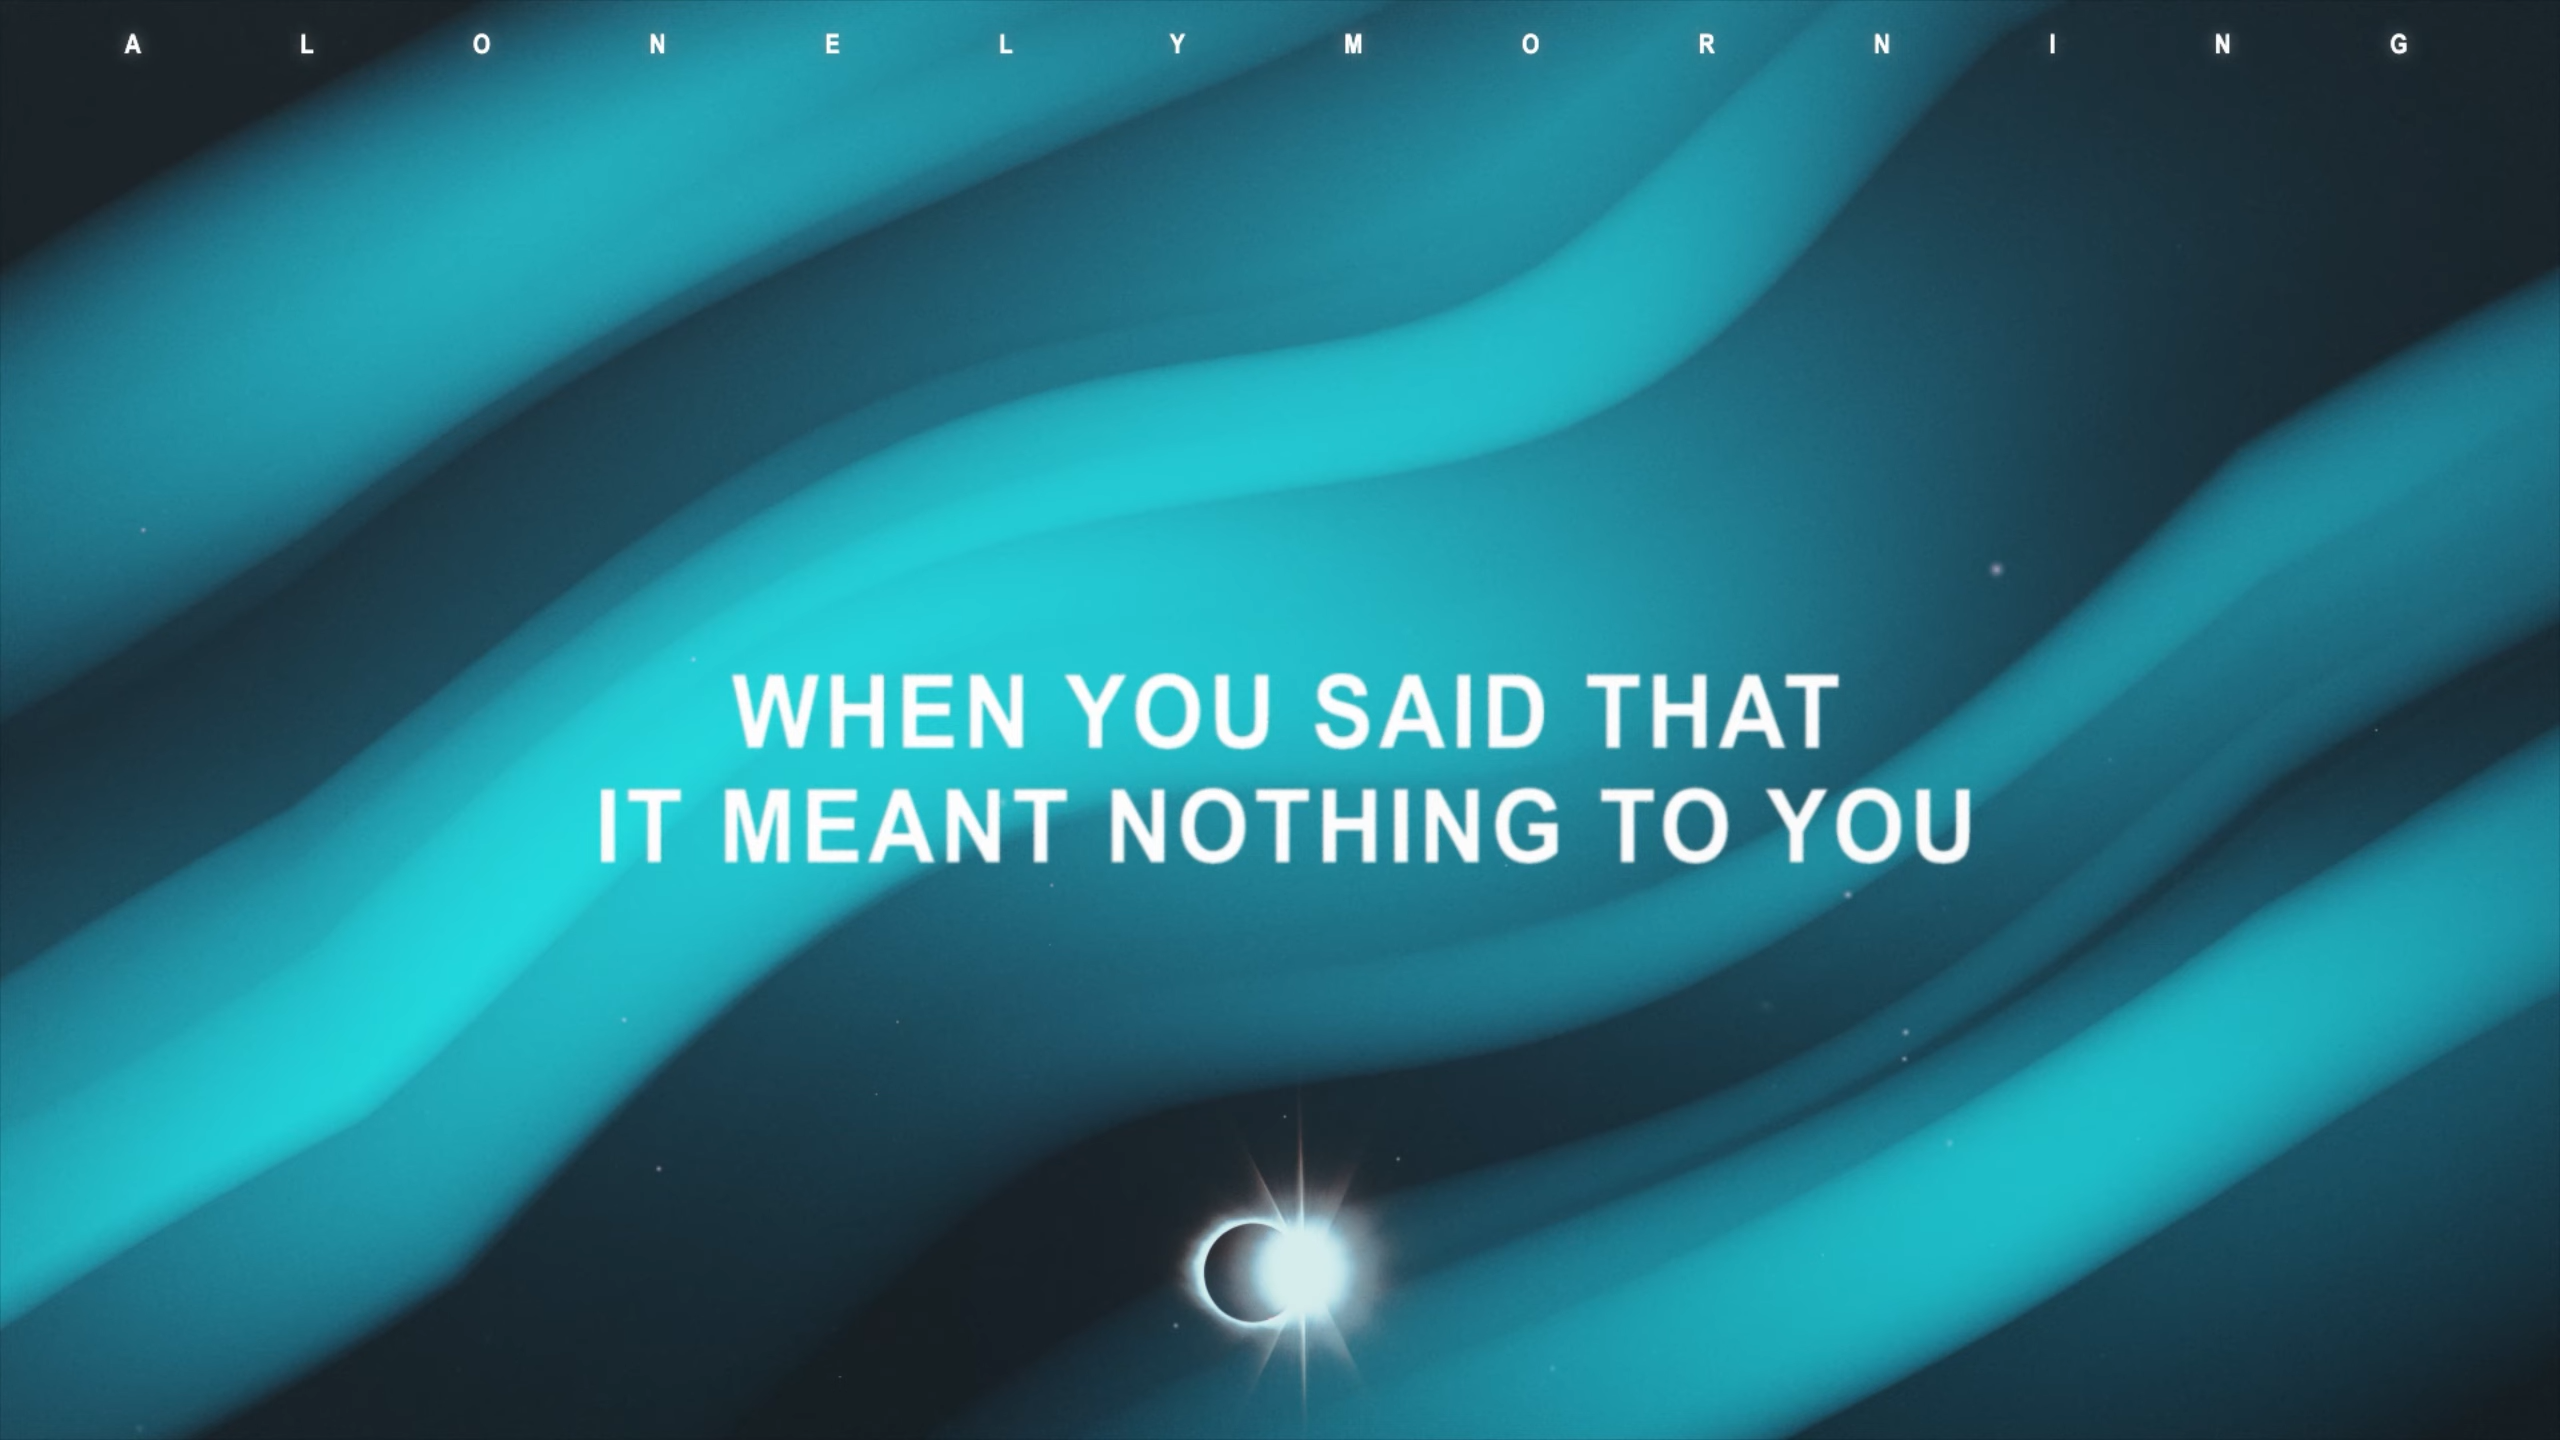 A L O N E L Y M O R N I N G
WHEN YOU SAID THAT
IT MEANT NOTHING TO YOU